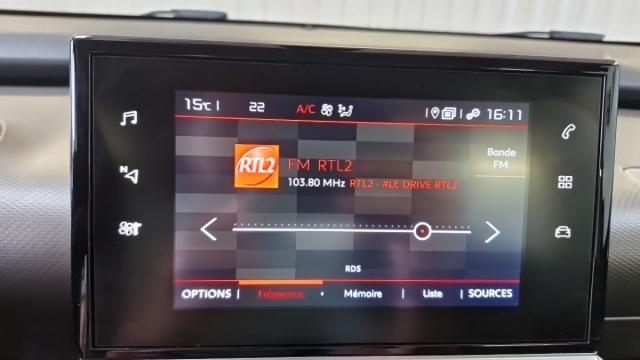 15°C 22 A/C 16:11
N
RTL2
FM RTL2
103.80 MHz RTL2 - #LE DRIVE RTL2
Bande
FM
RDS
OPTIONS | Fréquence • Mémoire | Liste | SOURCES